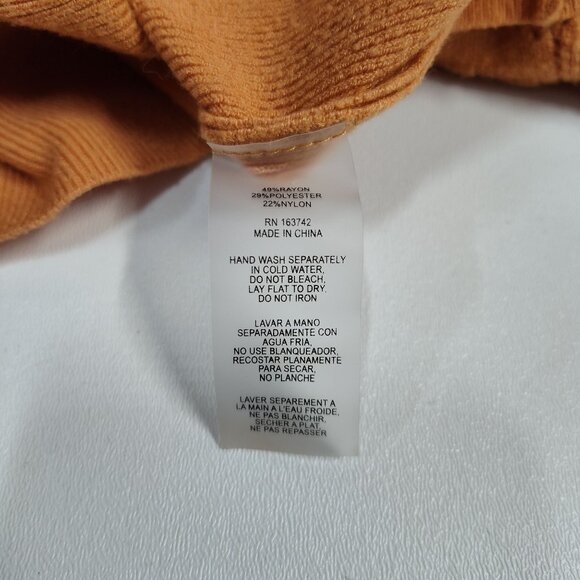 49%RAYON
29%POLYESTER
22%NYLON
RN 163742
MADE IN CHINA
HAND WASH SEPARATELY
IN COLD WATER,
DO NOT BLEACH,
LAY FLAT TO DRY.
DO NOT IRON
LAVAR A MANO
SEPARADAMENTE CON
AGUA FRIA,
NO USE BLANQUEADOR,
RECOSTAR PLANAMENTE
PARA SECAR,
NO PLANCHE
LAVER SEPAREMENT A
LA MAIN A L'EAU FROIDE,
NE PAS BLANCHIR,
SECHER A PLAT,
NE PAS REPASSER